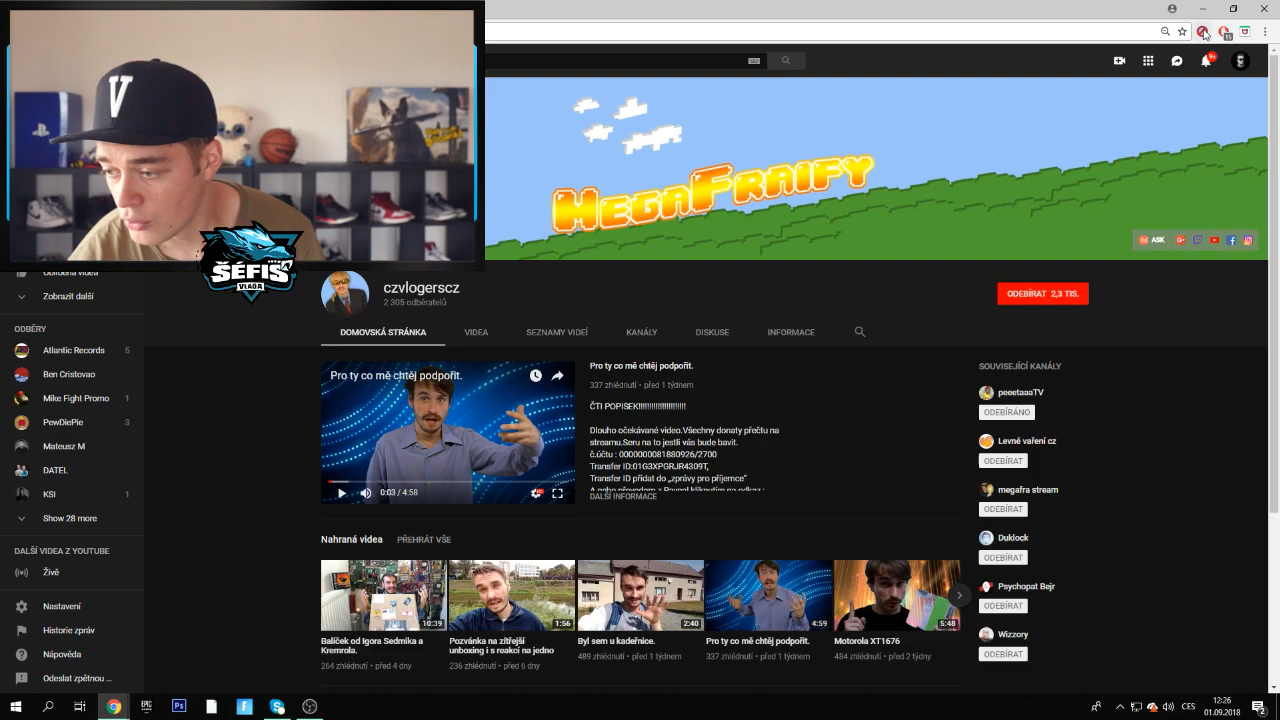 V
ŠÉFIS
VLÁĎA
15
9+
MEGAFRAIFY
ASK
Oblíbená videa
Zobrazit další
ODBĚRY
Atlantic Records 5
Ben Cristovao
Mike Fight Promo 1
PewDiePie 3
Mateusz M
DATEL
KSI 1
Show 28 more
DALŠÍ VIDEA Z YOUTUBE
Živě
Nastavení
Historie zpráv
Nápověda
Odeslat zpětnou ...
czvlogerscz
2 305 odběratelů
ODEBÍRAT 2,3 TIS.
DOMOVSKÁ STRÁNKA VIDEA SEZNAMY VIDEÍ KANÁLY DISKUSE INFORMACE
Pro ty co mě chtěj podpořit.
0:03 / 4:58
Pro ty co mě chtěj podpořit.
337 zhlédnutí • před 1 týdnem
ČTI POPiSEK!!!!!!!!!!!!!!!!!!!!!!!
Dlouho očekávané video.Všechny donaty přečtu na
streamu.Seru na to jestli vás bude bavit.
č.účtu : 0000000081880926/2700
Transfer ID:01G3XPGRJR4309T,
Transfer ID přidat do „zprávy pro příjemce"
DALŠÍ INFORMACE
Nahraná videa PŘEHRÁT VŠE
10:39
Balíček od Igora Sedmika a
Kremrola.
264 zhlédnutí • před 4 dny
1:56
Pozvánka na zítřejší
unboxing i s reakcí na jedno
236 zhlédnutí • před 6 dny
2:40
Byl sem u kadeřnice.
489 zhlédnutí • před 1 týdnem
4:59
Pro ty co mě chtěj podpořit.
337 zhlédnutí • před 1 týdnem
5:48
Motorola XT1676
484 zhlédnutí • před 2 týdny
SOUVISEJÍCÍ KANÁLY
peeetaaaTV
ODEBÍRÁNO
Levné vaření cz
ODEBÍRAT
megafra stream
ODEBÍRAT
Duklock
ODEBÍRAT
Psychopat Bejr
ODEBÍRAT
Wizzory
ODEBÍRAT
EPIC
GAMES
Ps
CES
12:26
01.09.2018